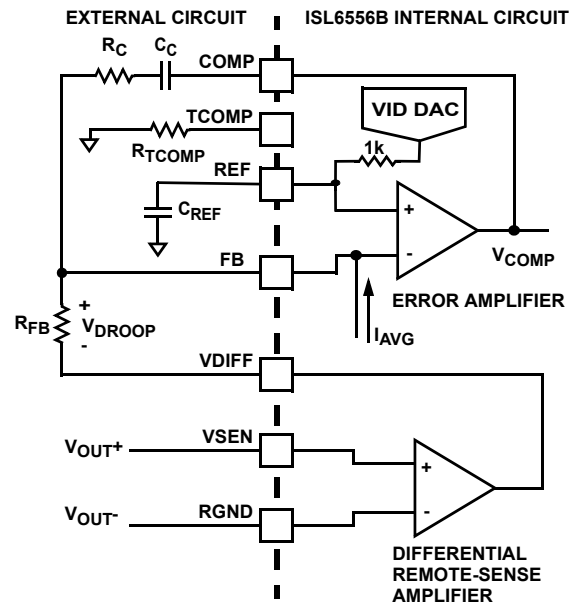 EXTERNAL CIRCUIT
ISL6556B INTERNAL CIRCUIT
RC
CC
COMP
TCOMP
RTCOMP
VID DAC
1k
REF
CREF
+
-
VCOMP
FB
ERROR AMPLIFIER
IAVG
RFB
+
VDROOP
-
VDIFF
VOUT+
VSEN
+
VOUT-
RGND
-
DIFFERENTIAL
REMOTE-SENSE
AMPLIFIER